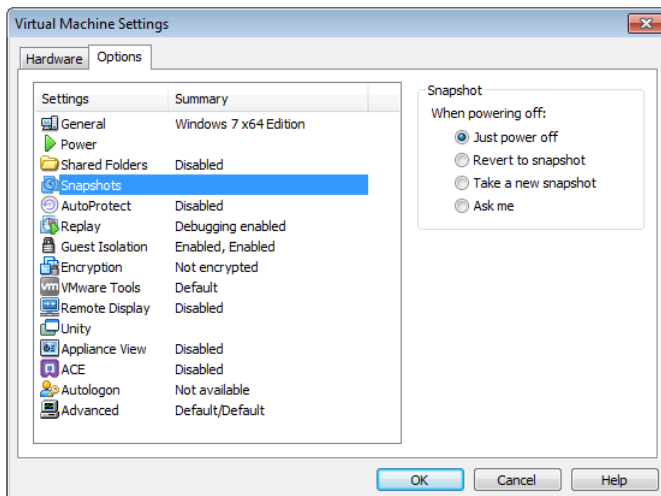 Virtual Machine Settings
Hardware Options
Settings Summary
General Windows 7 x64 Edition
Power
Shared Folders Disabled
Snapshots
AutoProtect Disabled
Replay Debugging enabled
Guest Isolation Enabled, Enabled
Encryption Not encrypted
vm VMware Tools Default
Remote Display Disabled
Unity
Appliance View Disabled
ACE Disabled
Autologon Not available
Advanced Default/Default
Snapshot
When powering off:
Just power off
Revert to snapshot
Take a new snapshot
Ask me
OK Cancel Help